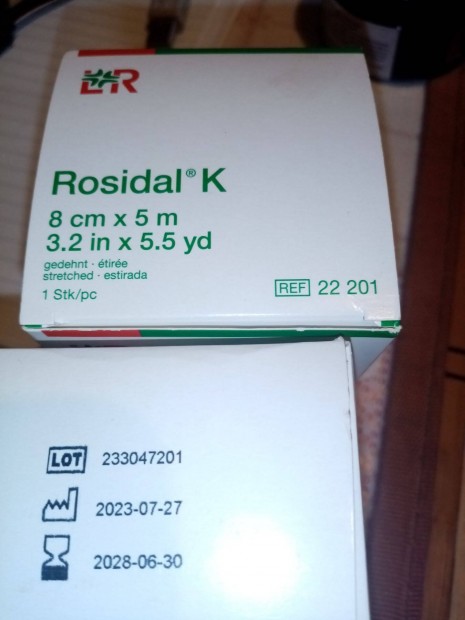 L&R
Rosidal® K
8 cm x 5 m
3.2 in x 5.5 yd
gedehnt · étirée
stretched · estirada
1 Stk/pc
REF 22 201
LOT 233047201
2023-07-27
2028-06-30